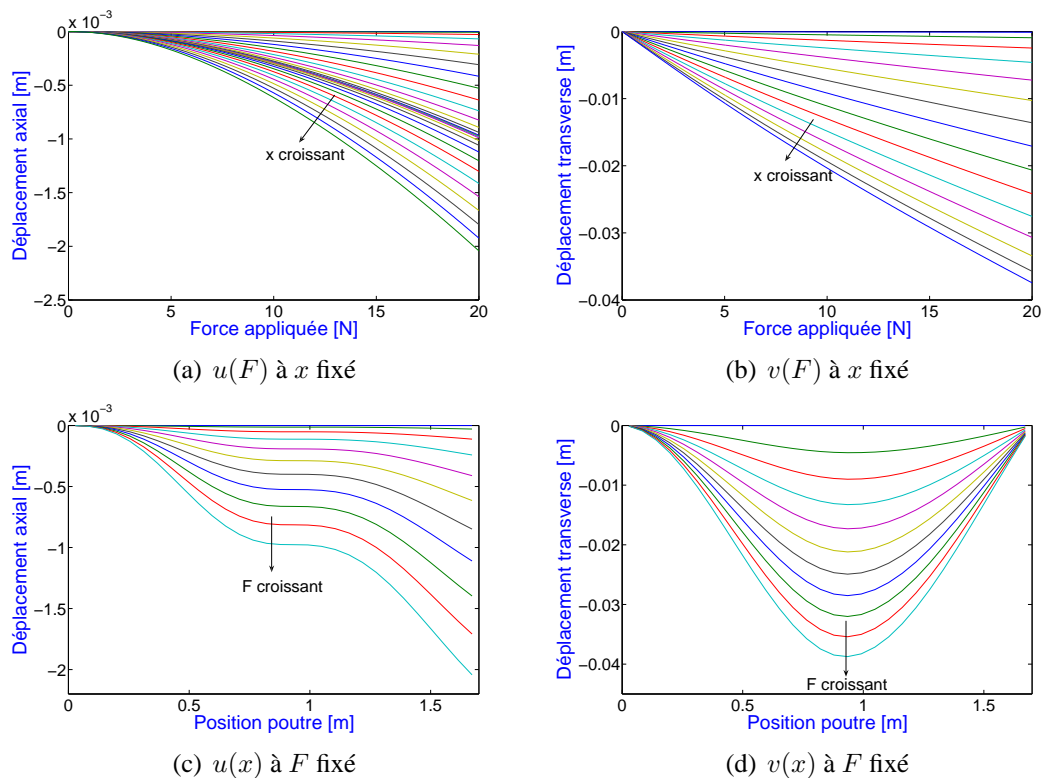 x 10⁻³
0
−0.5
−1
−1.5
−2
−2.5
0 5 10 15 20
Déplacement axial [m]
Force appliquée [N]
x croissant
(a) u(F) à x fixé
0
−0.01
−0.02
−0.03
−0.04
0 5 10 15 20
Déplacement transverse [m]
Force appliquée [N]
x croissant
(b) v(F) à x fixé
x 10⁻³
0
−0.5
−1
−1.5
−2
0 0.5 1 1.5
Déplacement axial [m]
Position poutre [m]
F croissant
(c) u(x) à F fixé
0
−0.01
−0.02
−0.03
−0.04
0 0.5 1 1.5
Déplacement transverse [m]
Position poutre [m]
F croissant
(d) v(x) à F fixé